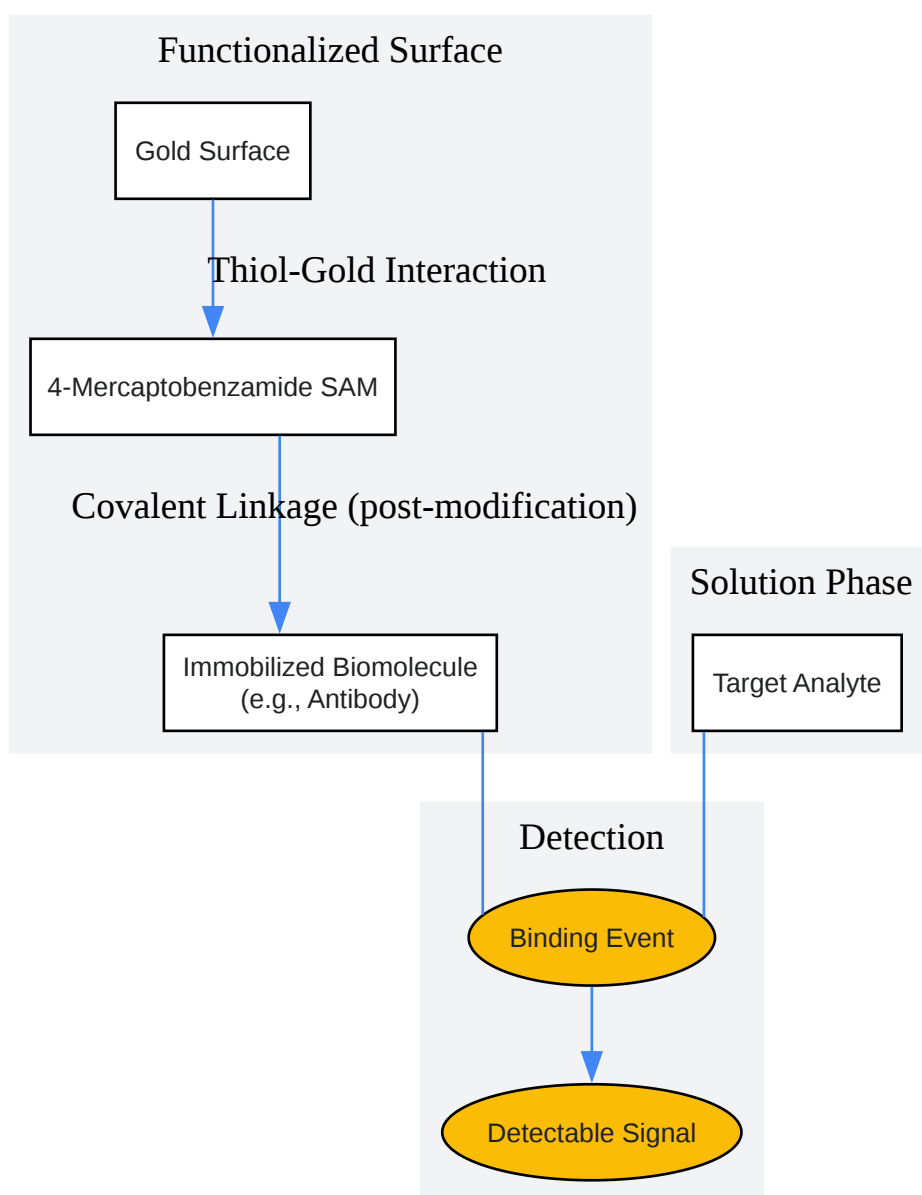 Functionalized Surface
Gold Surface
Thiol-Gold Interaction
4-Mercaptobenzamide SAM
Covalent Linkage (post-modification)
Immobilized Biomolecule
(e.g., Antibody)
Solution Phase
Target Analyte
Detection
Binding Event
Detectable Signal